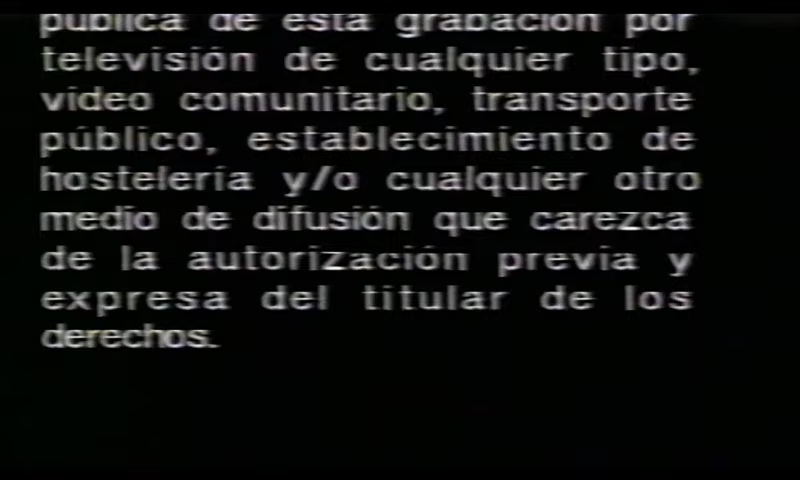 pública de esta grabación por
televisión de cualquier tipo,
vídeo comunitario, transporte
público, establecimiento de
hostelería y/o cualquier otro
medio de difusión que carezca
de la autorización previa y
expresa del titular de los
derechos.